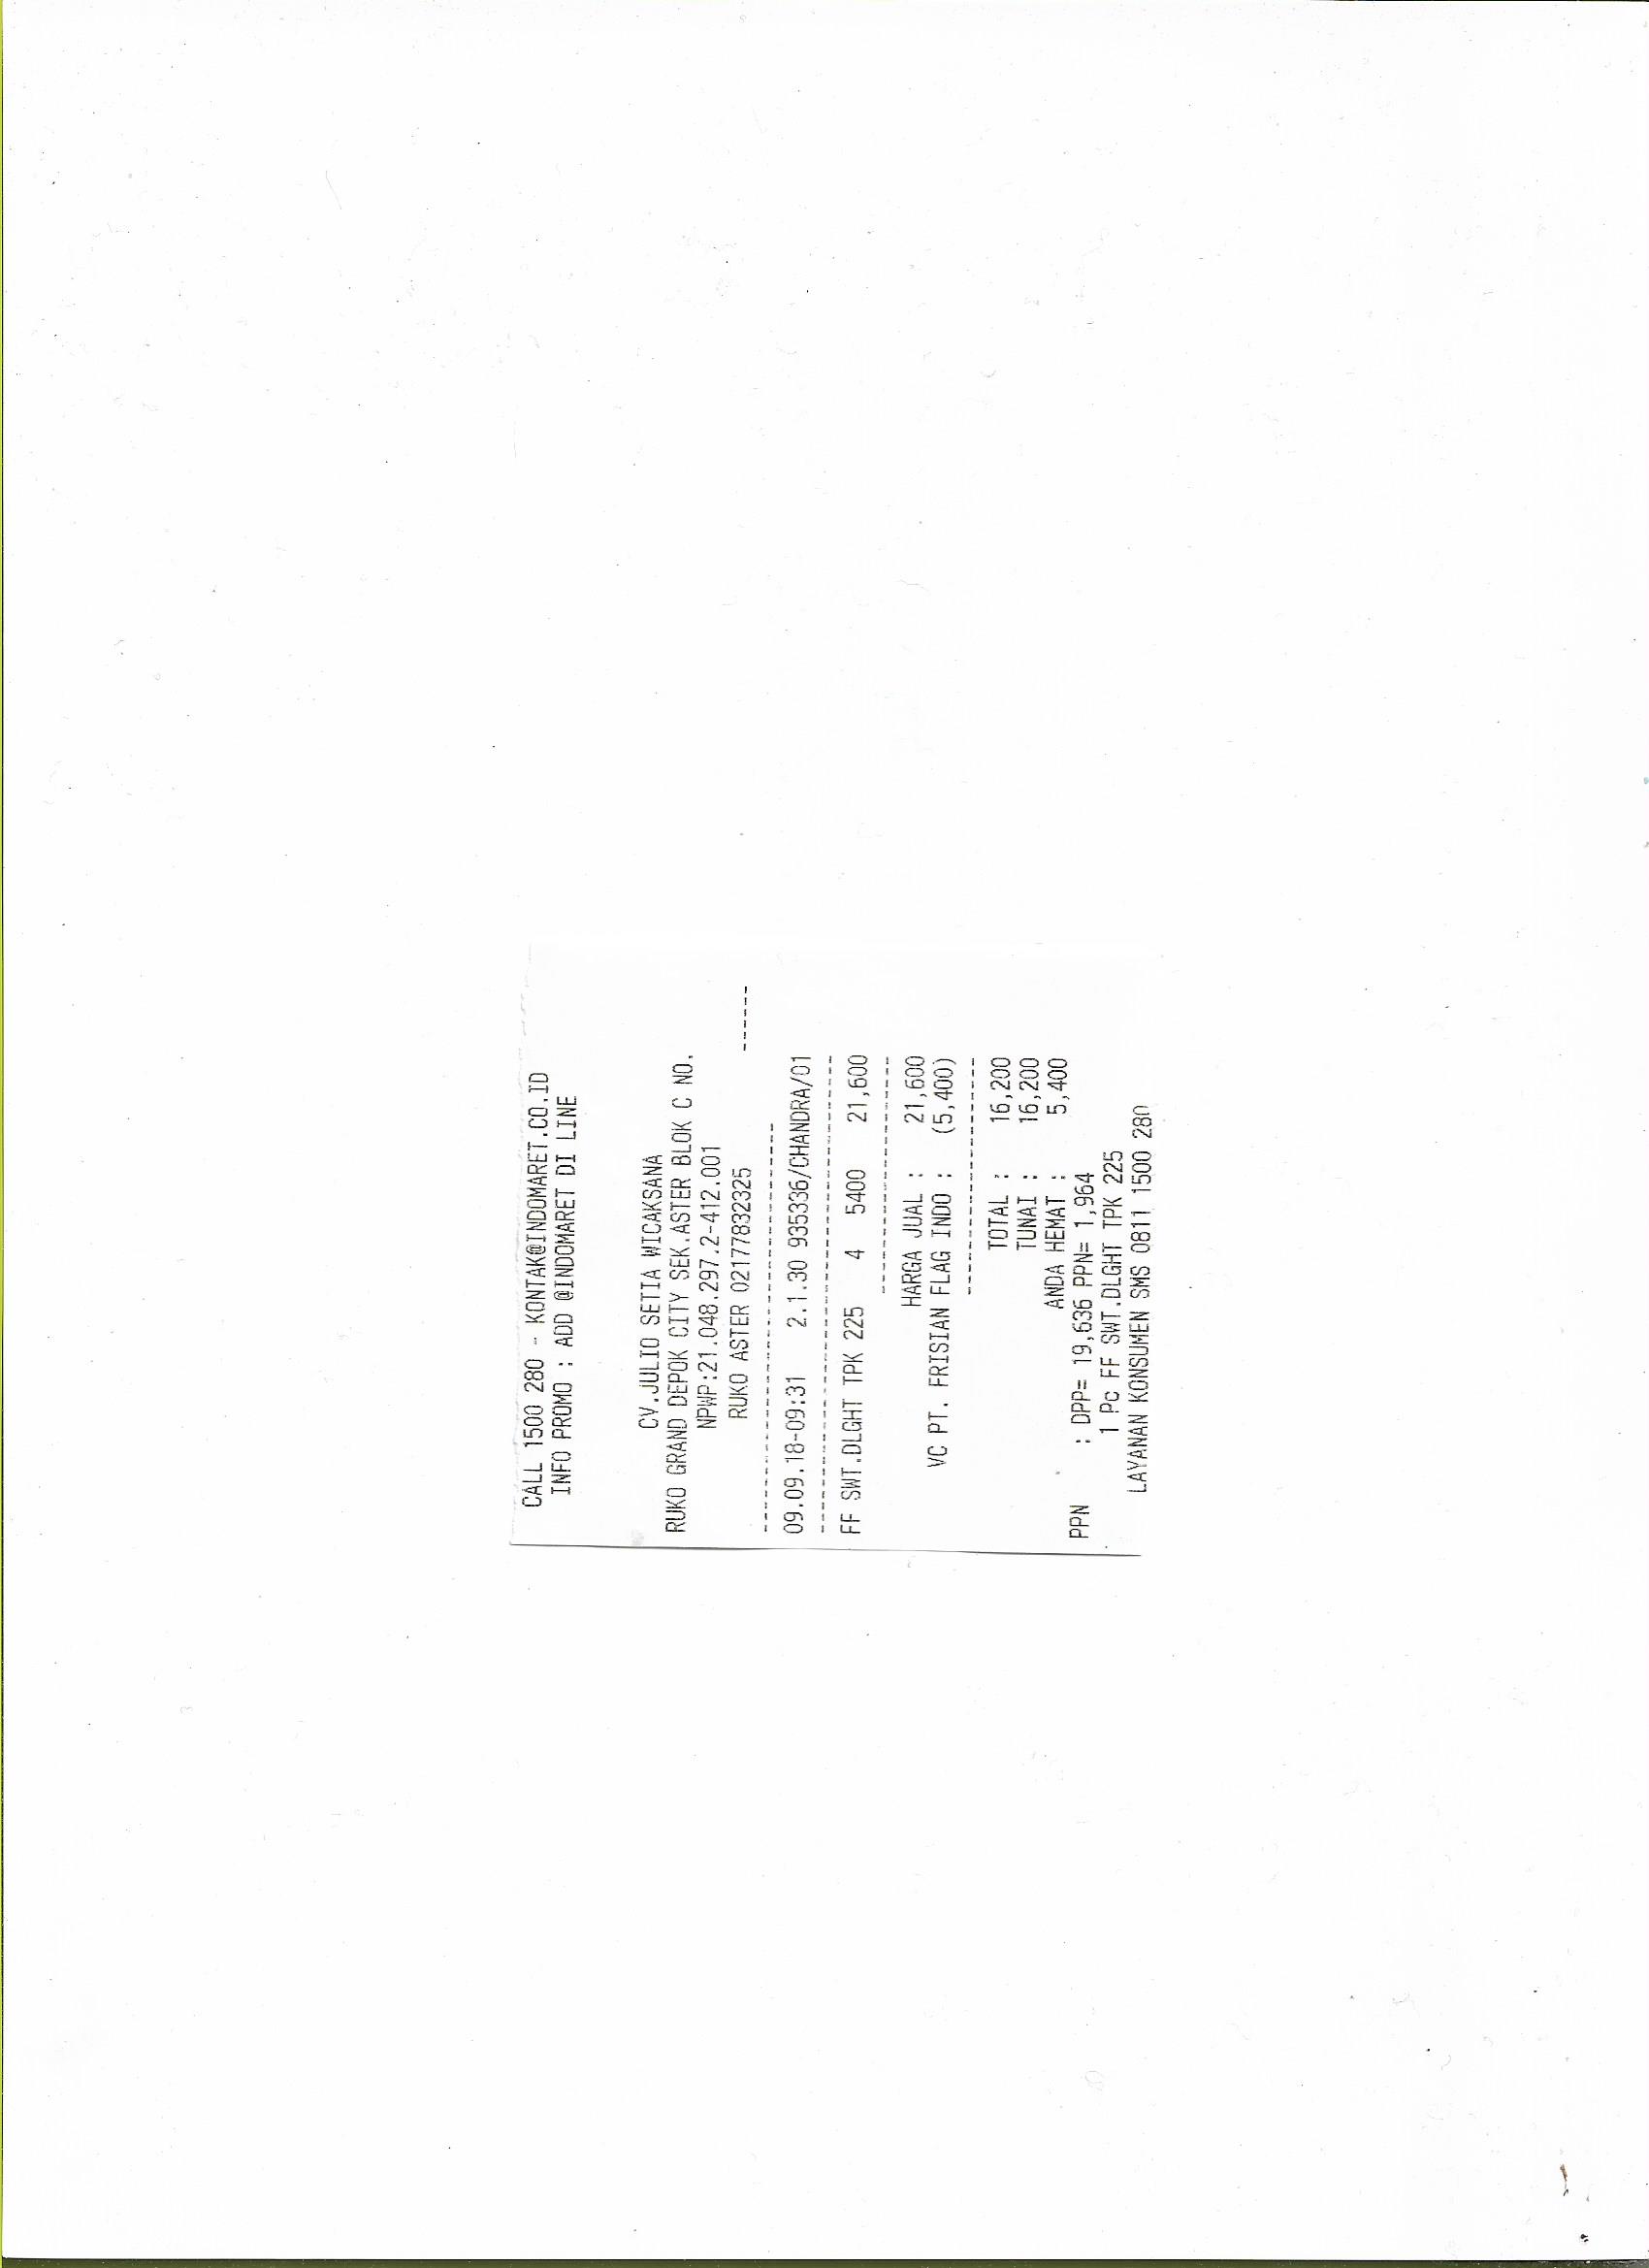 CALL 1500 280 - KONTAK@INDOMARET.CO.ID
INFO PROMO : ADD @INDOMARET DI LINE
CV.JULIO SETIA WICAKSANA
RUKO GRAND DEPOK CITY SEK.ASTER BLOK C NO.
NPWP:21.048.297.2-412.001
RUKO ASTER 02177832325
09.09.18-09:31 2.1.30 935336/CHANDRA/01
FF SWT.DLGHT TPK 225 4 5400 21,600
HARGA JUAL : 21,600
VC PT. FRISIAN FLAG INDO : (5,400)
TOTAL : 16,200
TUNAI : 16,200
ANDA HEMAT : 5,400
PPN : DPP= 19,636 PPN= 1,964
1 Pc FF SWT.DLGHT TPK 225
LAYANAN KONSUMEN SMS 0811 1500 280